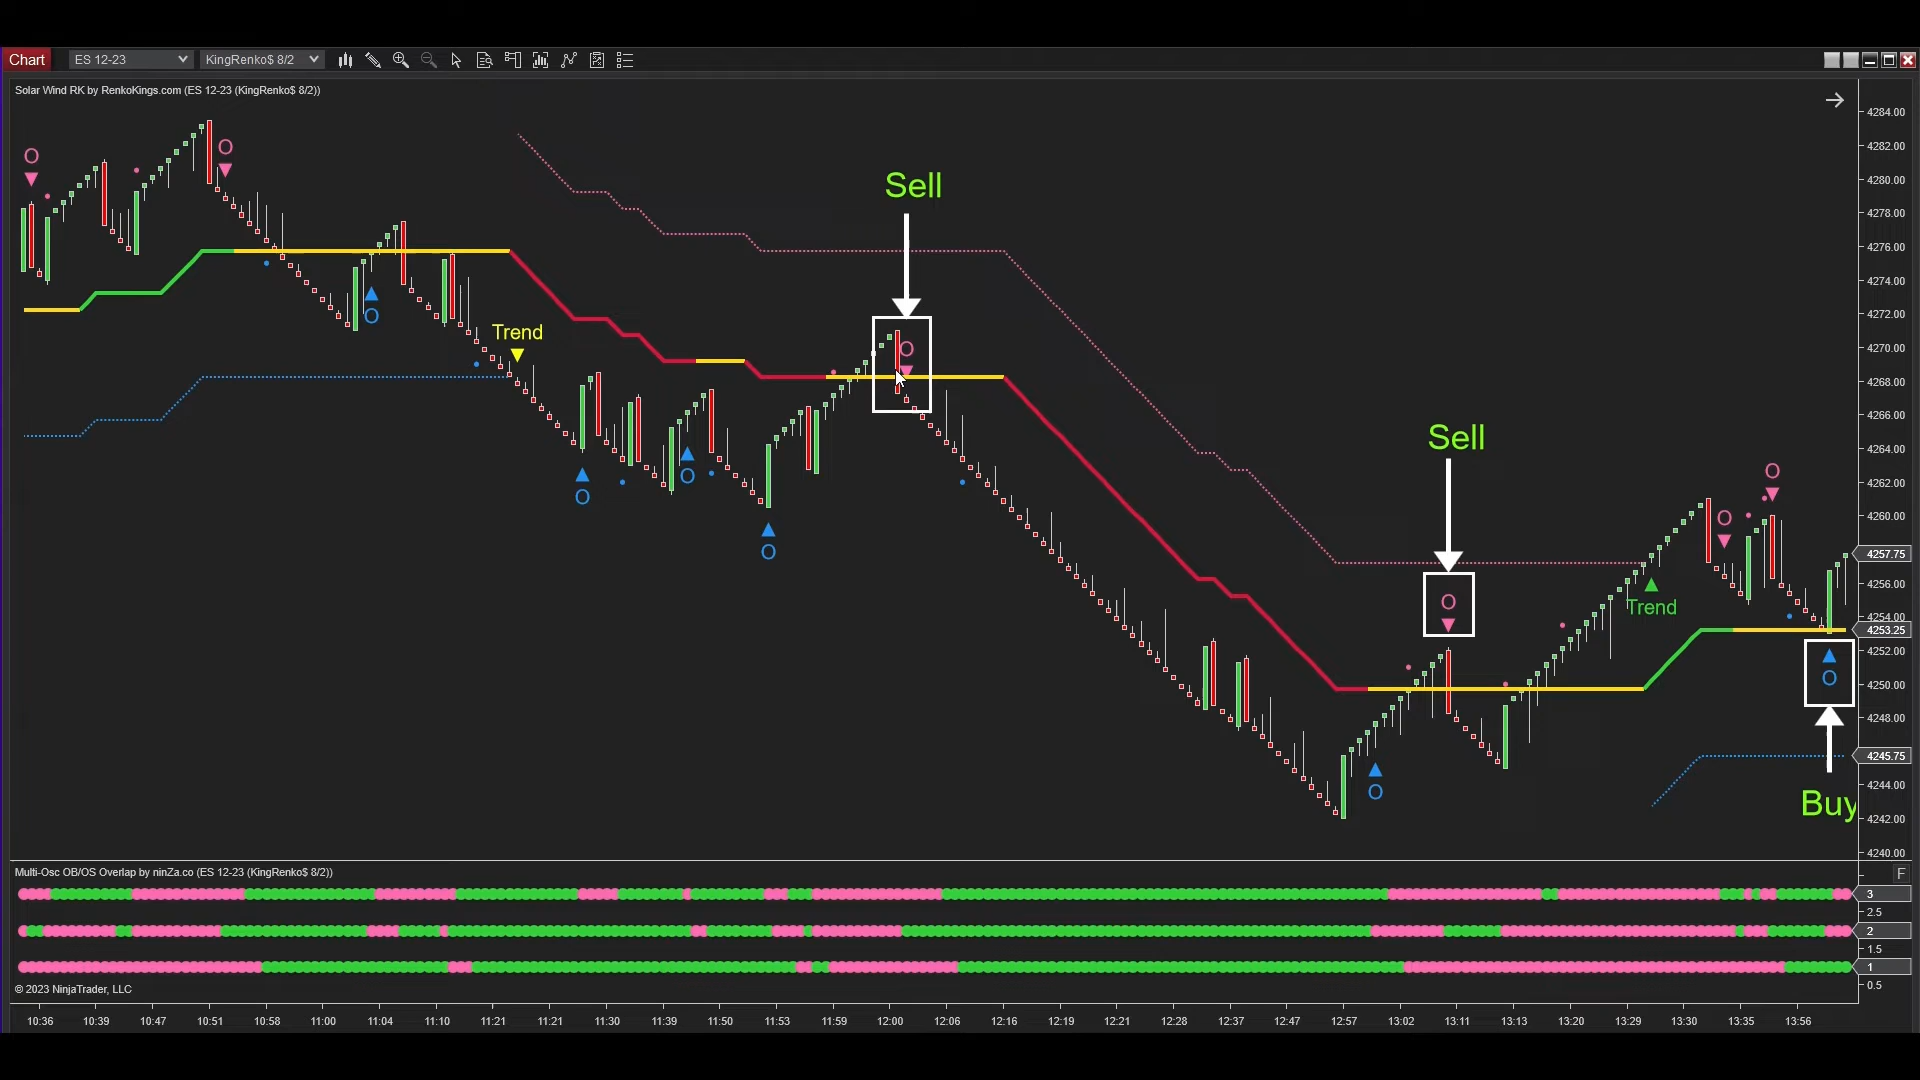 Chart ES 12-23 KingRenko$ 8/2
Solar Wind RK by RenkoKings.com (ES 12-23 (KingRenko$ 8/2))
4284.00
4282.00
O O
4280.00
Sell
4278.00
4276.00
4274.00
O
4272.00
Trend
O
4270.00
4268.00
4266.00
Sell
4264.00
O O
O
4262.00
O
4260.00
O
4257.75
4256.00
O
Trend
4254.00
4253.25
4252.00
O
4250.00
4248.00
4245.75
4244.00
O
Buy
4242.00
4240.00
Multi-Osc OB/OS Overlap by ninZa.co (ES 12-23 (KingRenko$ 8/2))
F
3
2.5
2
1.5
1
0.5
© 2023 NinjaTrader, LLC
10:36 10:39 10:47 10:51 10:58 11:00 11:04 11:10 11:21 11:21 11:30 11:39 11:50 11:53 11:59 12:00 12:06 12:16 12:19 12:21 12:28 12:37 12:47 12:57 13:02 13:11 13:13 13:20 13:29 13:30 13:35 13:56